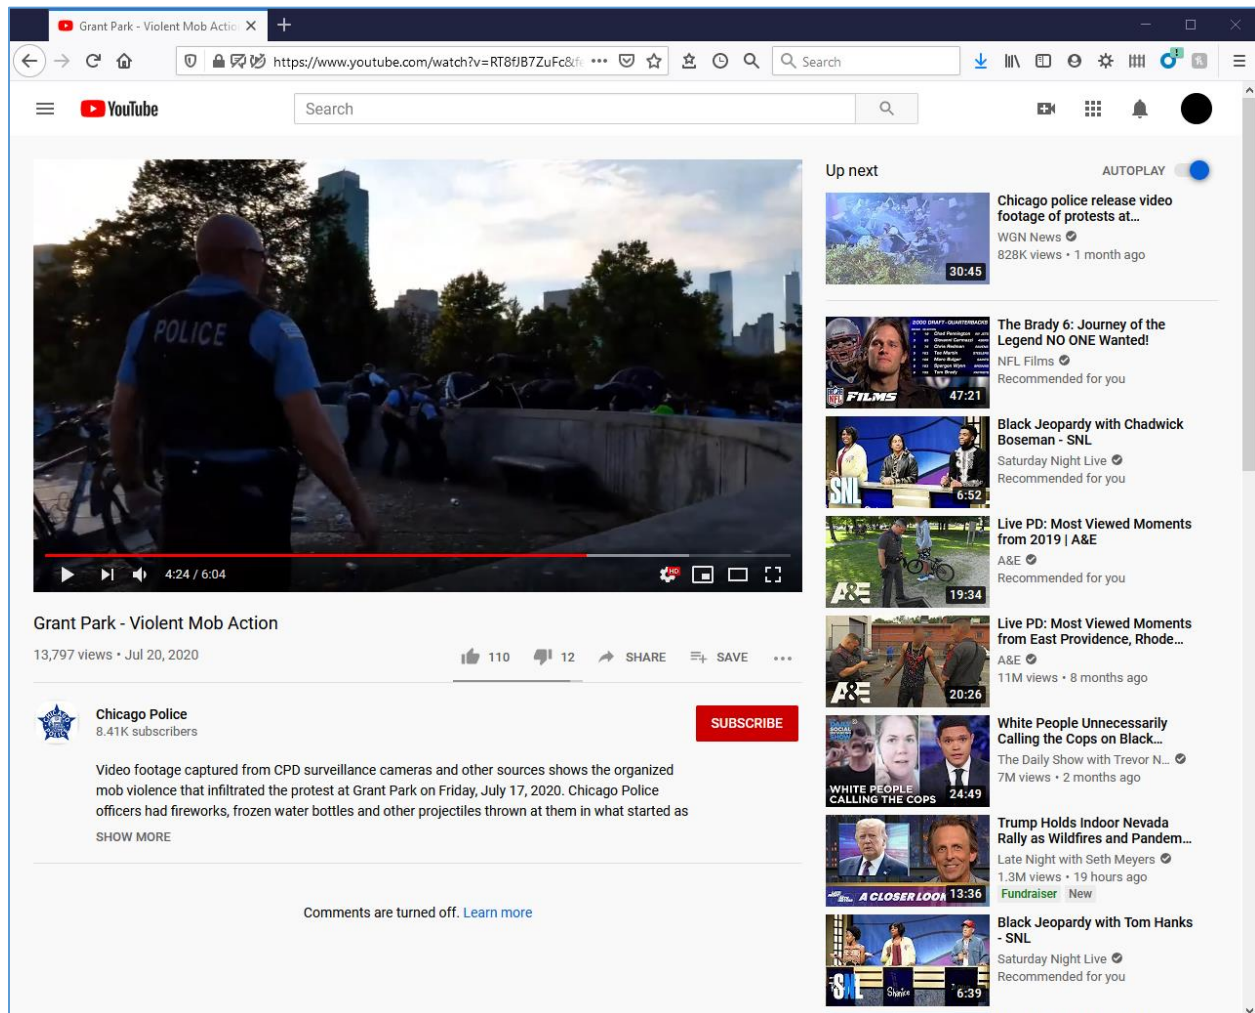 Grant Park - Violent Mob Actio
https://www.youtube.com/watch?v=RT8fJB7ZuFc&f
Search
YouTube
Search
POLICE
4:24 / 6:04
HD
Grant Park - Violent Mob Action
13,797 views • Jul 20, 2020
110
12
SHARE
SAVE
CHICAGO
POLICE
Chicago Police
8.41K subscribers
SUBSCRIBE
Video footage captured from CPD surveillance cameras and other sources shows the organized
mob violence that infiltrated the protest at Grant Park on Friday, July 17, 2020. Chicago Police
officers had fireworks, frozen water bottles and other projectiles thrown at them in what started as
SHOW MORE
Comments are turned off. Learn more
Up next
AUTOPLAY
30:45
Chicago police release video
footage of protests at...
WGN News
828K views • 1 month ago
2000 DRAFT - QUARTERBACKS
NFL FILMS
47:21
The Brady 6: Journey of the
Legend NO ONE Wanted!
NFL Films
Recommended for you
SNL
6:52
Black Jeopardy with Chadwick
Boseman - SNL
Saturday Night Live
Recommended for you
A&E
19:34
Live PD: Most Viewed Moments
from 2019 | A&E
A&E
Recommended for you
A&E
20:26
Live PD: Most Viewed Moments
from East Providence, Rhode...
A&E
11M views • 8 months ago
WHITE PEOPLE
CALLING THE COPS
24:49
White People Unnecessarily
Calling the Cops on Black...
The Daily Show with Trevor N...
7M views • 2 months ago
A CLOSER LOOK
13:36
Trump Holds Indoor Nevada
Rally as Wildfires and Pandem...
Late Night with Seth Meyers
1.3M views • 19 hours ago
Fundraiser New
SNL
6:39
Black Jeopardy with Tom Hanks
- SNL
Saturday Night Live
Recommended for you